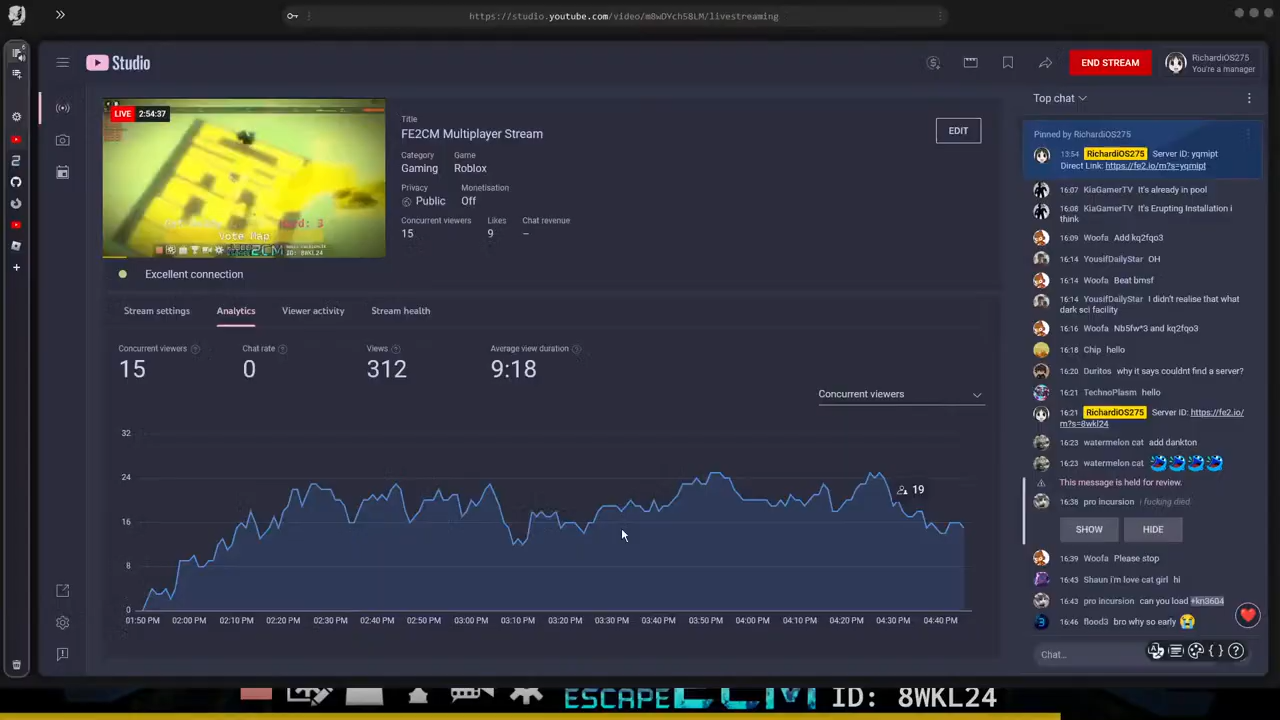 https://studio.youtube.com/video/m8wDYch58LM/livestreaming
Studio
END STREAM
RichardiOS275
You're a manager
LIVE 2:54:37
Vote Map
ID: 8WKL24
Title
FE2CM Multiplayer Stream
EDIT
Category Game
Gaming Roblox
Privacy Monetisation
Public Off
Concurrent viewers Likes Chat revenue
15 9 –
Excellent connection
Stream settings Analytics Viewer activity Stream health
Concurrent viewers Chat rate Views Average view duration
15 0 312 9:18
Concurrent viewers
32
24
19
16
8
0
01:50 PM 02:00 PM 02:10 PM 02:20 PM 02:30 PM 02:40 PM 02:50 PM 03:00 PM 03:10 PM 03:20 PM 03:30 PM 03:40 PM 03:50 PM 04:00 PM 04:10 PM 04:20 PM 04:30 PM 04:40 PM
Top chat
Pinned by RichardiOS275
13:54 RichardiOS275 Server ID: yqmipt
Direct Link: https://fe2.io/m?s=yqmipt
16:07 KiaGamerTV It's already in pool
16:08 KiaGamerTV It's Erupting Installation i
think
16:09 Woofa Add kq2fqo3
16:14 YousifDailyStar OH
16:14 Woofa Beat bmsf
16:14 YousifDailyStar I didn't realise that what
dark sci facility
16:16 Woofa Nb5fw*3 and kq2fqo3
16:18 Chip hello
16:20 Duritos why it says couldnt find a server?
16:21 TechnoPlasm hello
16:21 RichardiOS275 Server ID: https://fe2.io/
m?s=8wkl24
16:23 watermelon cat add dankton
16:23 watermelon cat
This message is held for review.
16:38 pro incursion i fucking died
SHOW HIDE
16:39 Woofa Please stop
16:43 Shaun i'm love cat girl hi
16:43 pro incursion can you load +kn3604
16:46 flood3 bro why so early 😭
Chat...
ESCAPE 2CM ID: 8WKL24